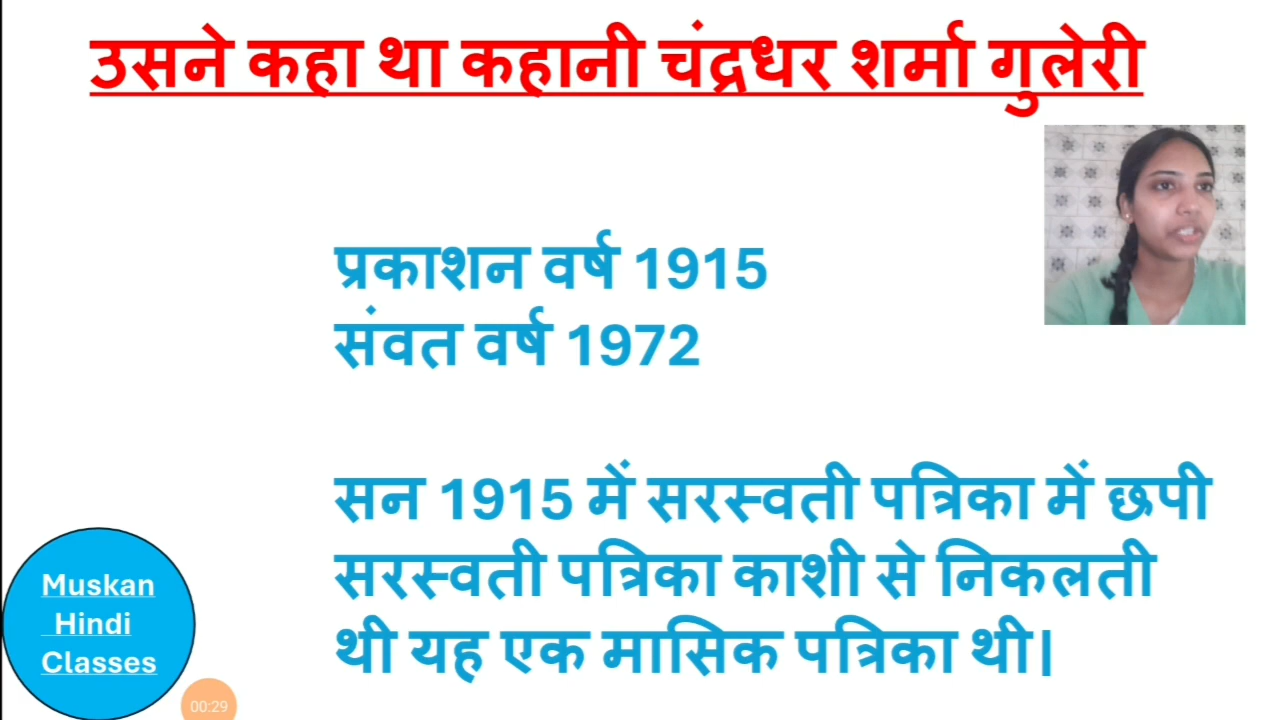 उसने कहा था कहानी चंद्रधर शर्मा गुलेरी
प्रकाशन वर्ष 1915
संवत वर्ष 1972
सन 1915 में सरस्वती पत्रिका में छपी
सरस्वती पत्रिका काशी से निकलती
थी यह एक मासिक पत्रिका थी।
Muskan
Hindi
Classes
00:29